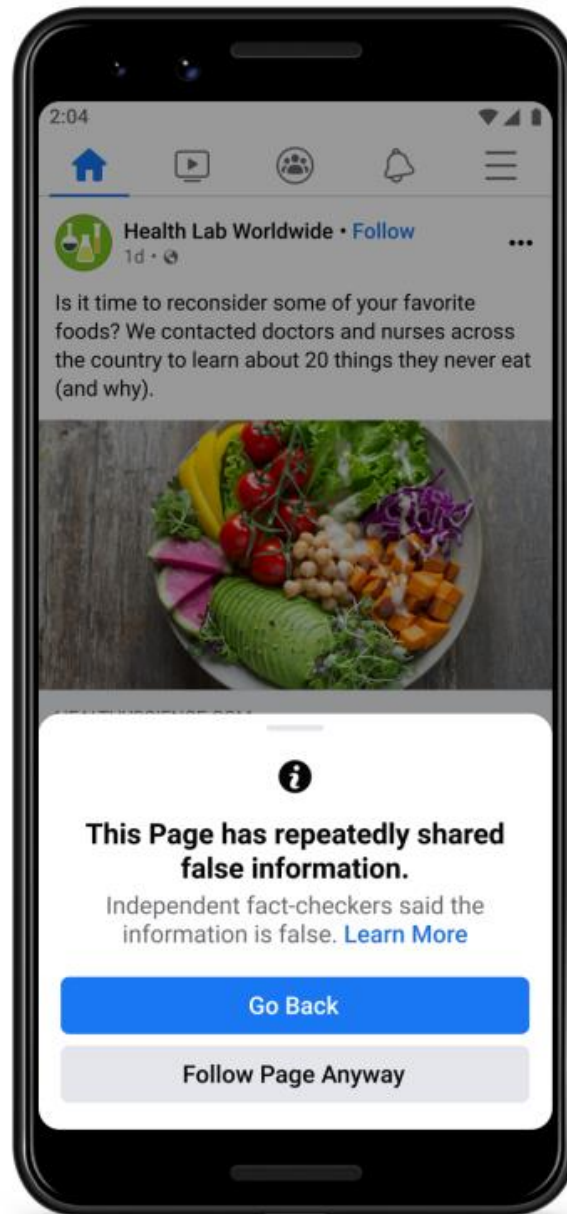 2:04
Health Lab Worldwide • Follow
1d •
Is it time to reconsider some of your favorite
foods? We contacted doctors and nurses across
the country to learn about 20 things they never eat
(and why).
This Page has repeatedly shared
false information.
Independent fact-checkers said the
information is false. Learn More
Go Back
Follow Page Anyway